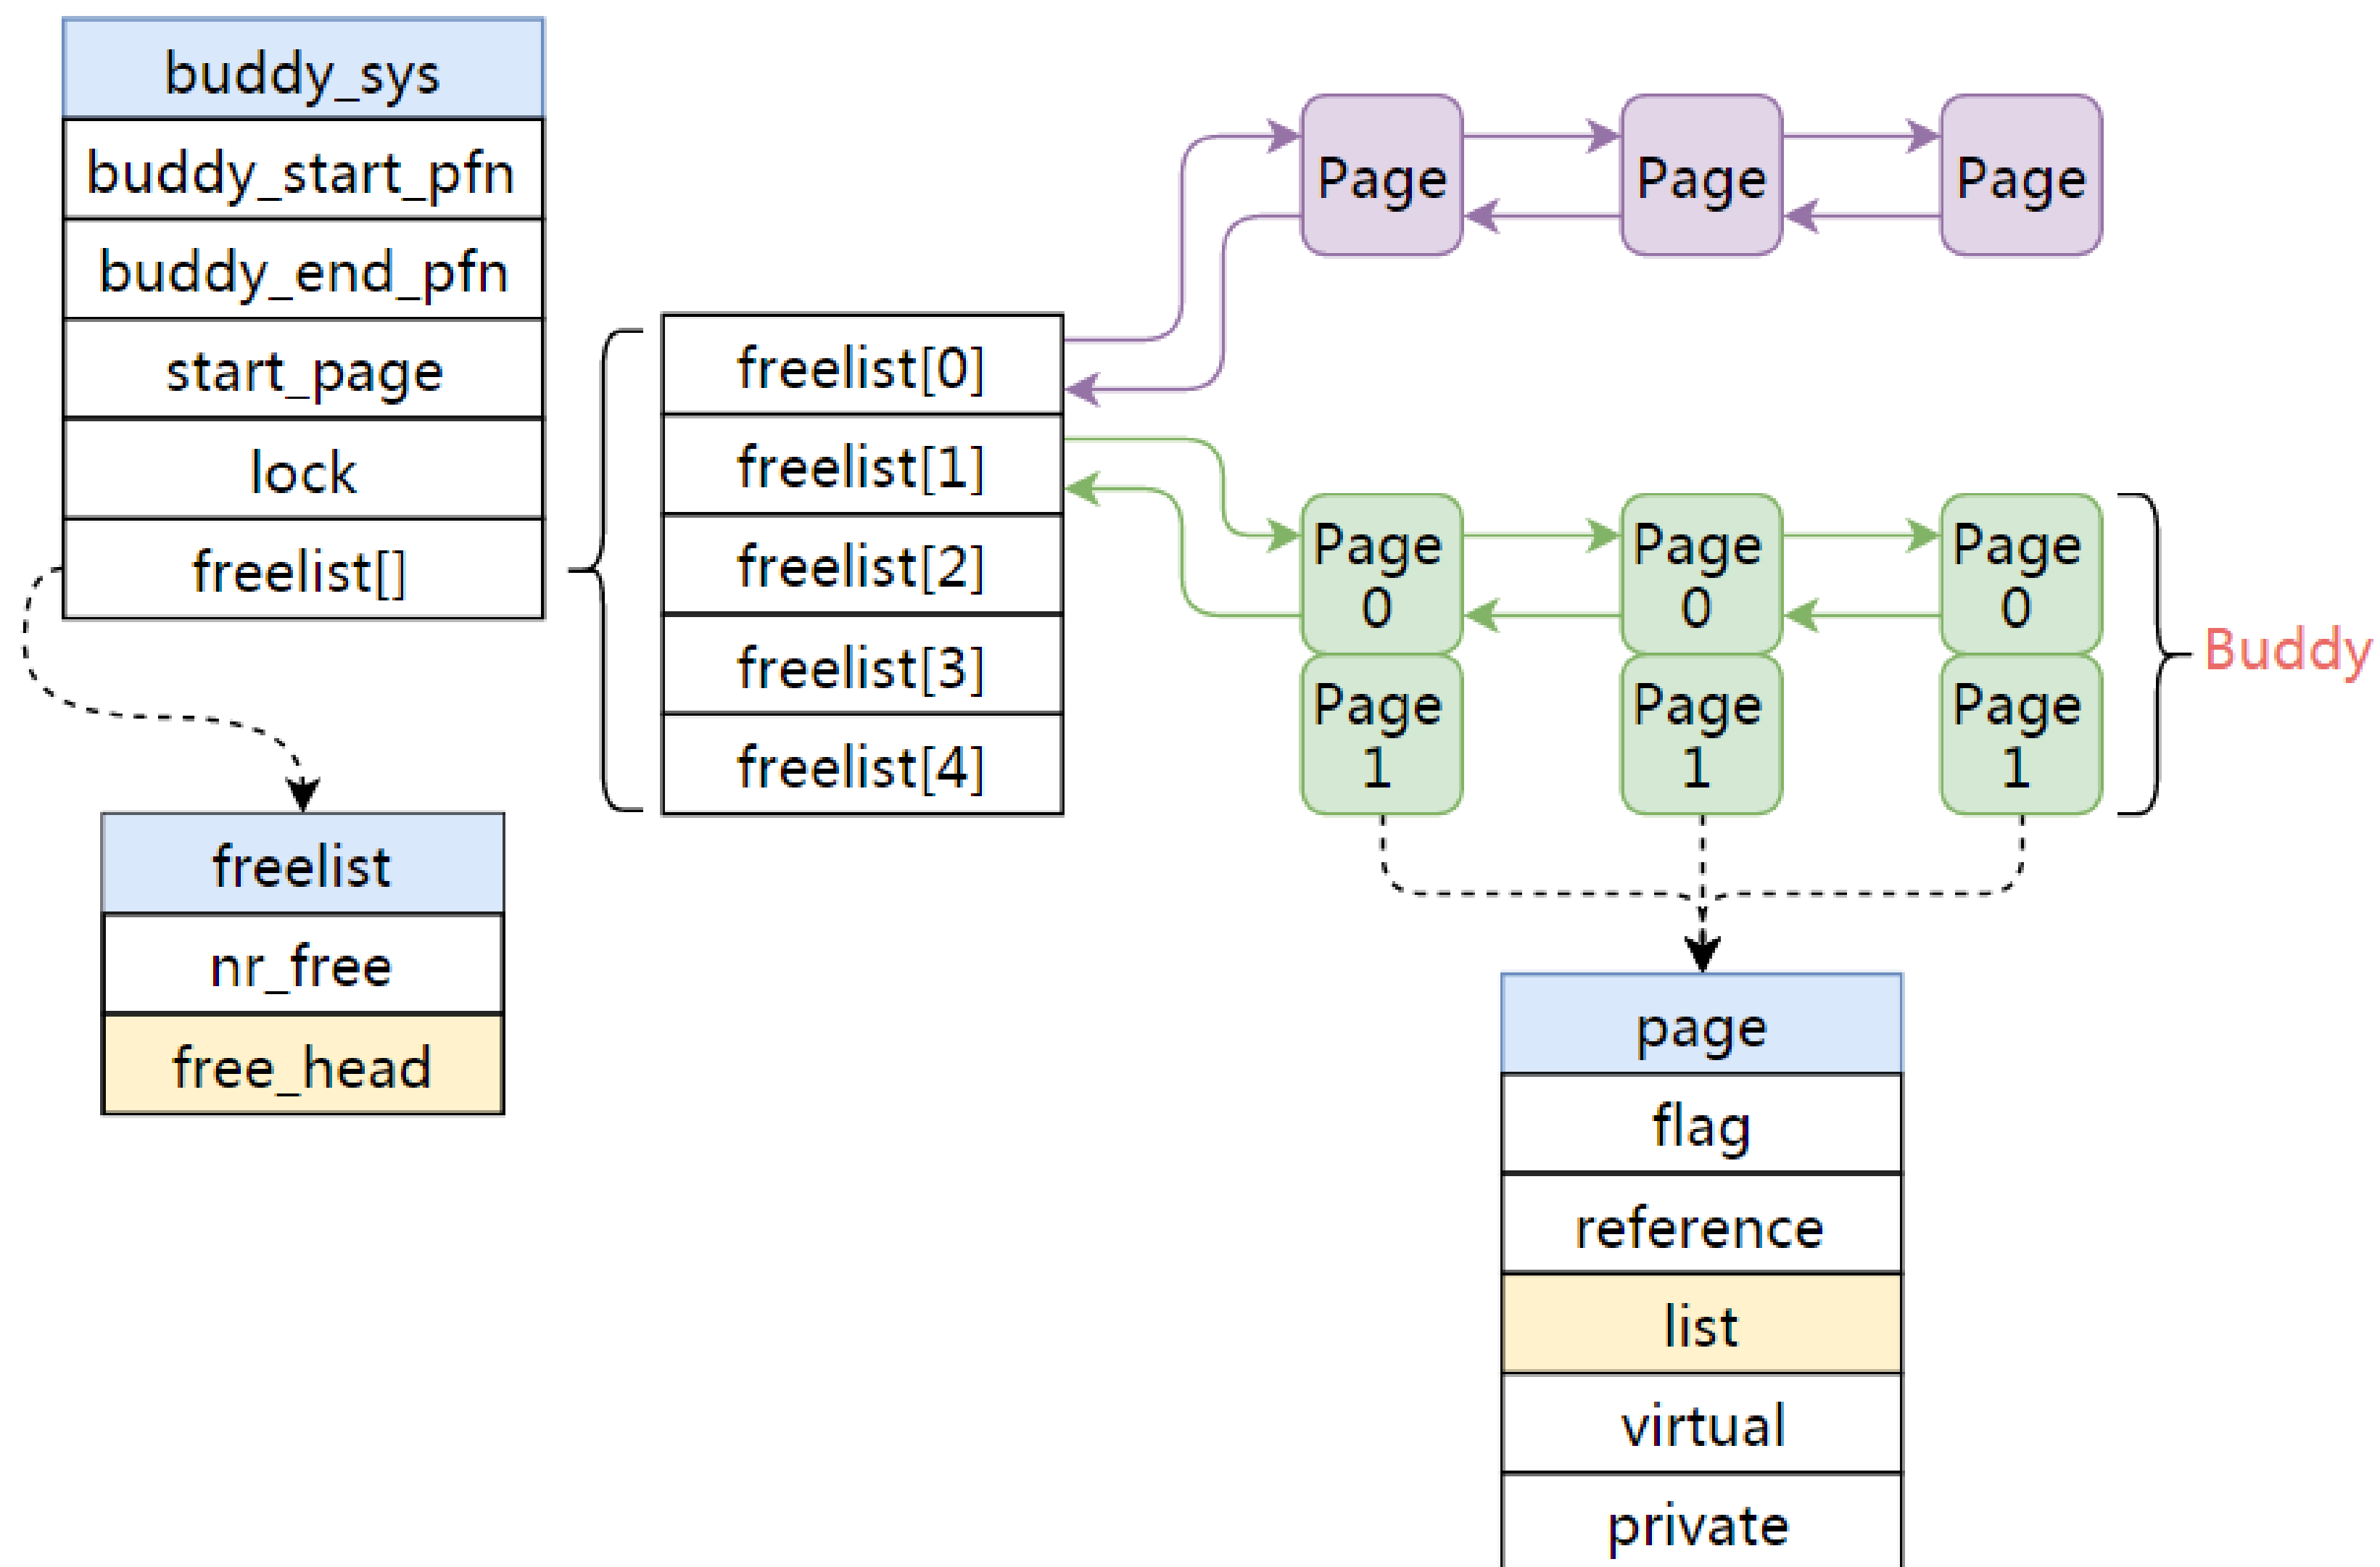 buddy_sys
buddy_start_pfn
buddy_end_pfn
start_page
lock
freelist[]
freelist
nr_free
free_head
freelist[0]
freelist[1]
freelist[2]
freelist[3]
freelist[4]
Page
Page
Page
Page
0
Page
0
Page
0
Page
1
Page
1
Page
1
Buddy
page
flag
reference
list
virtual
private